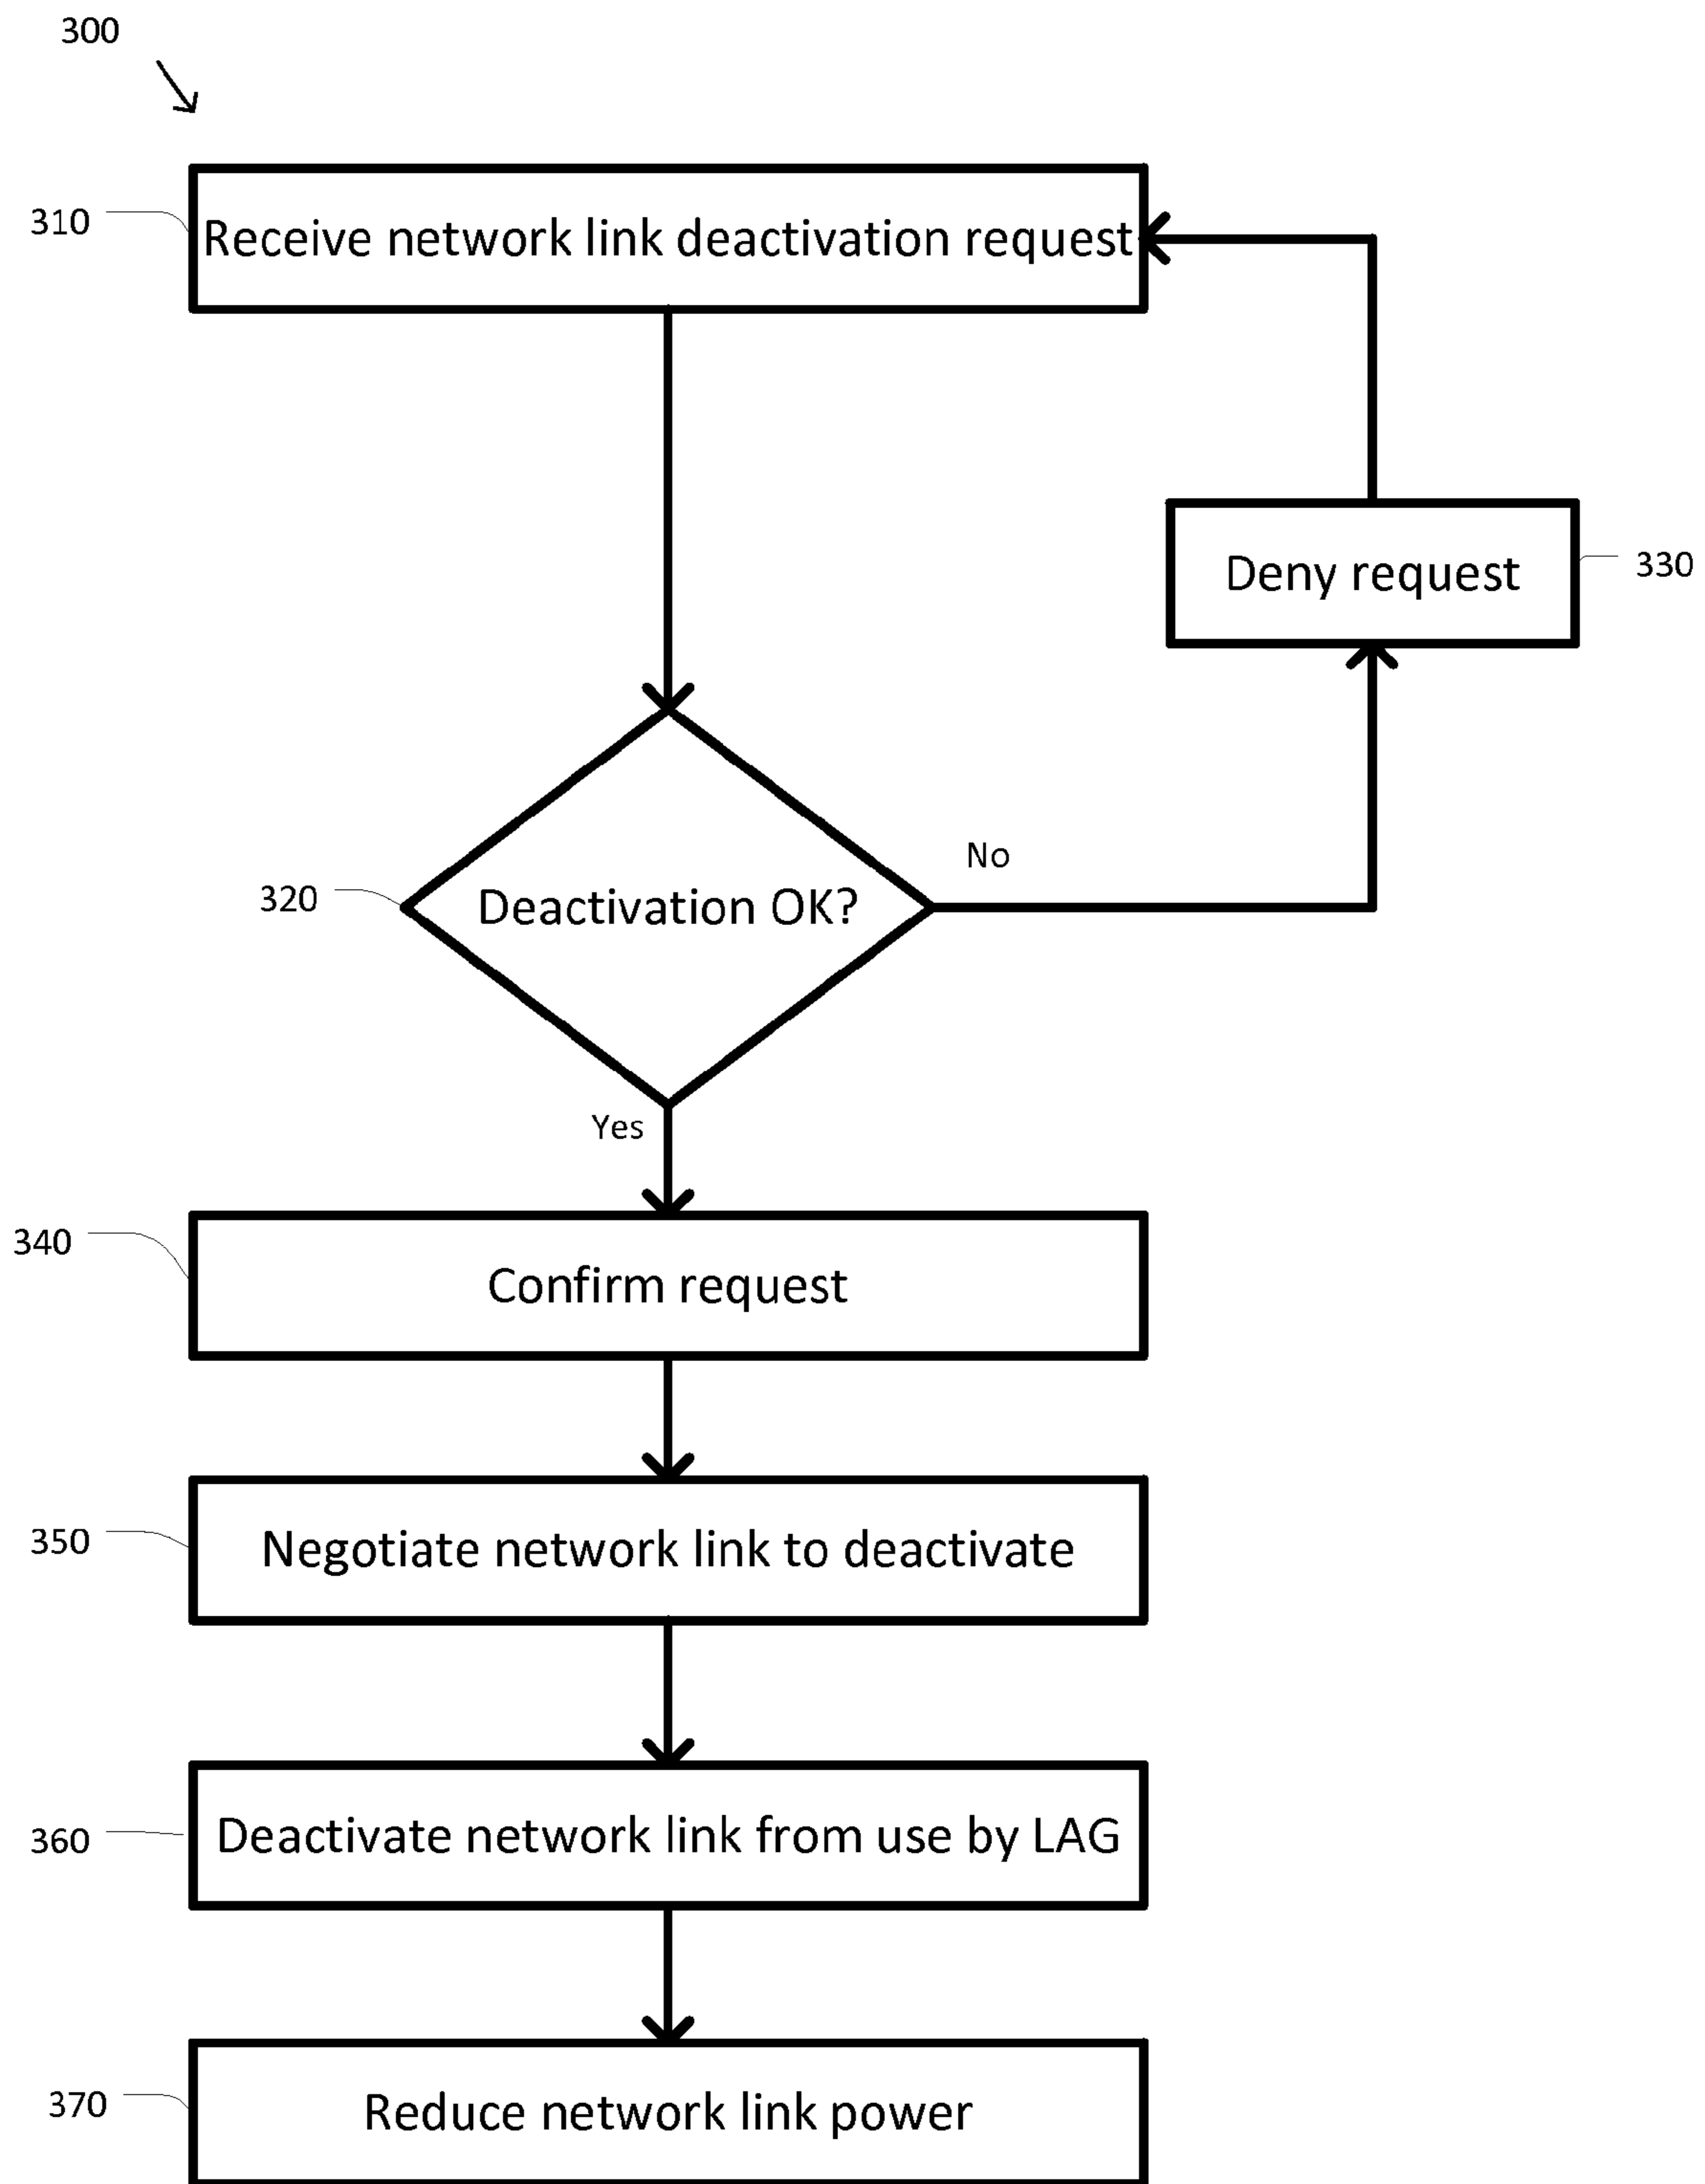 300
310
Receive network link deactivation request
Deny request
330
No
320
Deactivation OK?
Yes
340
Confirm request
350
Negotiate network link to deactivate
360
Deactivate network link from use by LAG
370
Reduce network link power